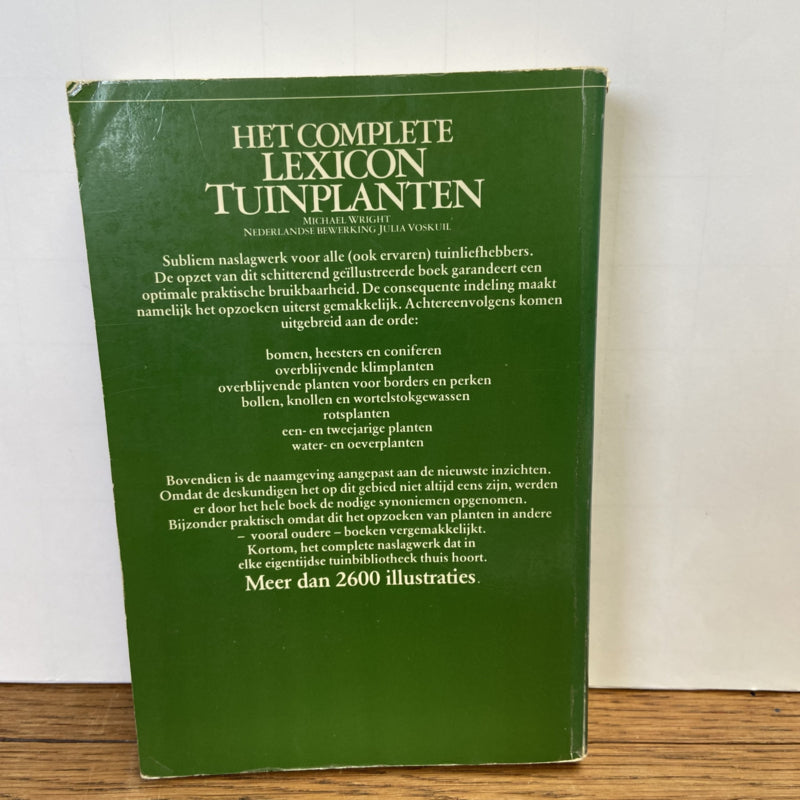 HET COMPLETE
LEXICON
TUINPLANTEN
MICHAEL WRIGHT
NEDERLANDSE BEWERKING JULIA VOSKUIL
Subliem naslagwerk voor alle (ook ervaren) tuinliefhebbers.
De opzet van dit schitterend geïllustreerde boek garandeert een
optimale praktische bruikbaarheid. De consequente indeling maakt
namelijk het opzoeken uiterst gemakkelijk. Achtereenvolgens komen
uitgebreid aan de orde:
bomen, heesters en coniferen
overblijvende klimplanten
overblijvende planten voor borders en perken
bollen, knollen en wortelstokgewassen
rotsplanten
een- en tweejarige planten
water- en oeverplanten
Bovendien is de naamgeving aangepast aan de nieuwste inzichten.
Omdat de deskundigen het op dit gebied niet altijd eens zijn, werden
er door het hele boek de nodige synoniemen opgenomen.
Bijzonder praktisch omdat dit het opzoeken van planten in andere
– vooral oudere – boeken vergemakkelijkt.
Kortom, het complete naslagwerk dat in
elke eigentijdse tuinbibliotheek thuis hoort.
Meer dan 2600 illustraties.